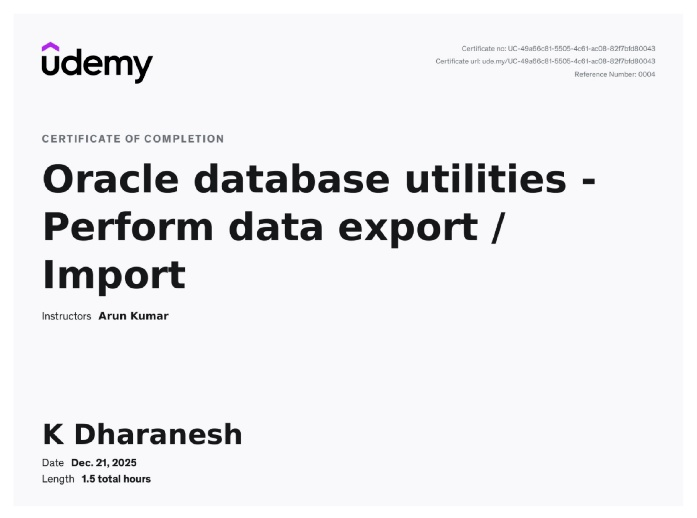 udemy
Certificate no: UC-49a66c81-5505-4c61-ac08-82f7bfd80043
Certificate url: ude.my/UC-49a66c81-5505-4c61-ac08-82f7bfd80043
Reference Number: 0004
CERTIFICATE OF COMPLETION
Oracle database utilities -
Perform data export /
Import
Instructors Arun Kumar
K Dharanesh
Date Dec. 21, 2025
Length 1.5 total hours